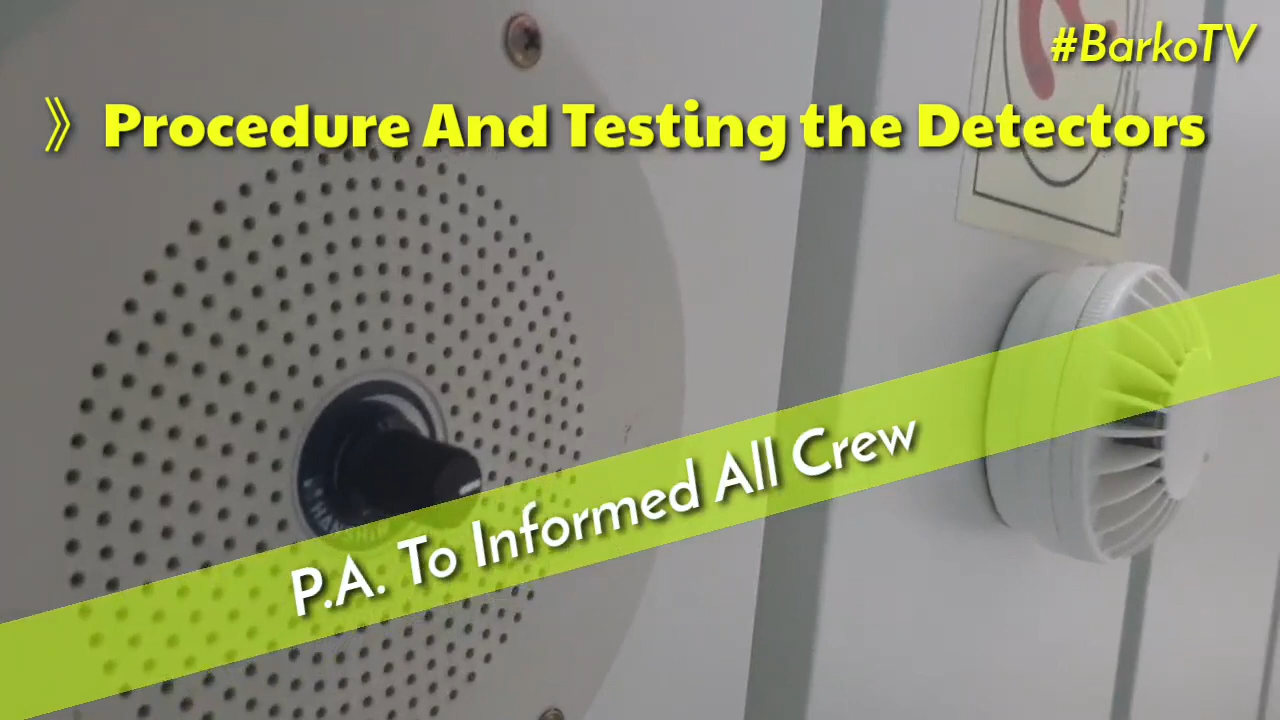 #BarkoTV
》 Procedure And Testing the Detectors
P.A. To Informed All Crew